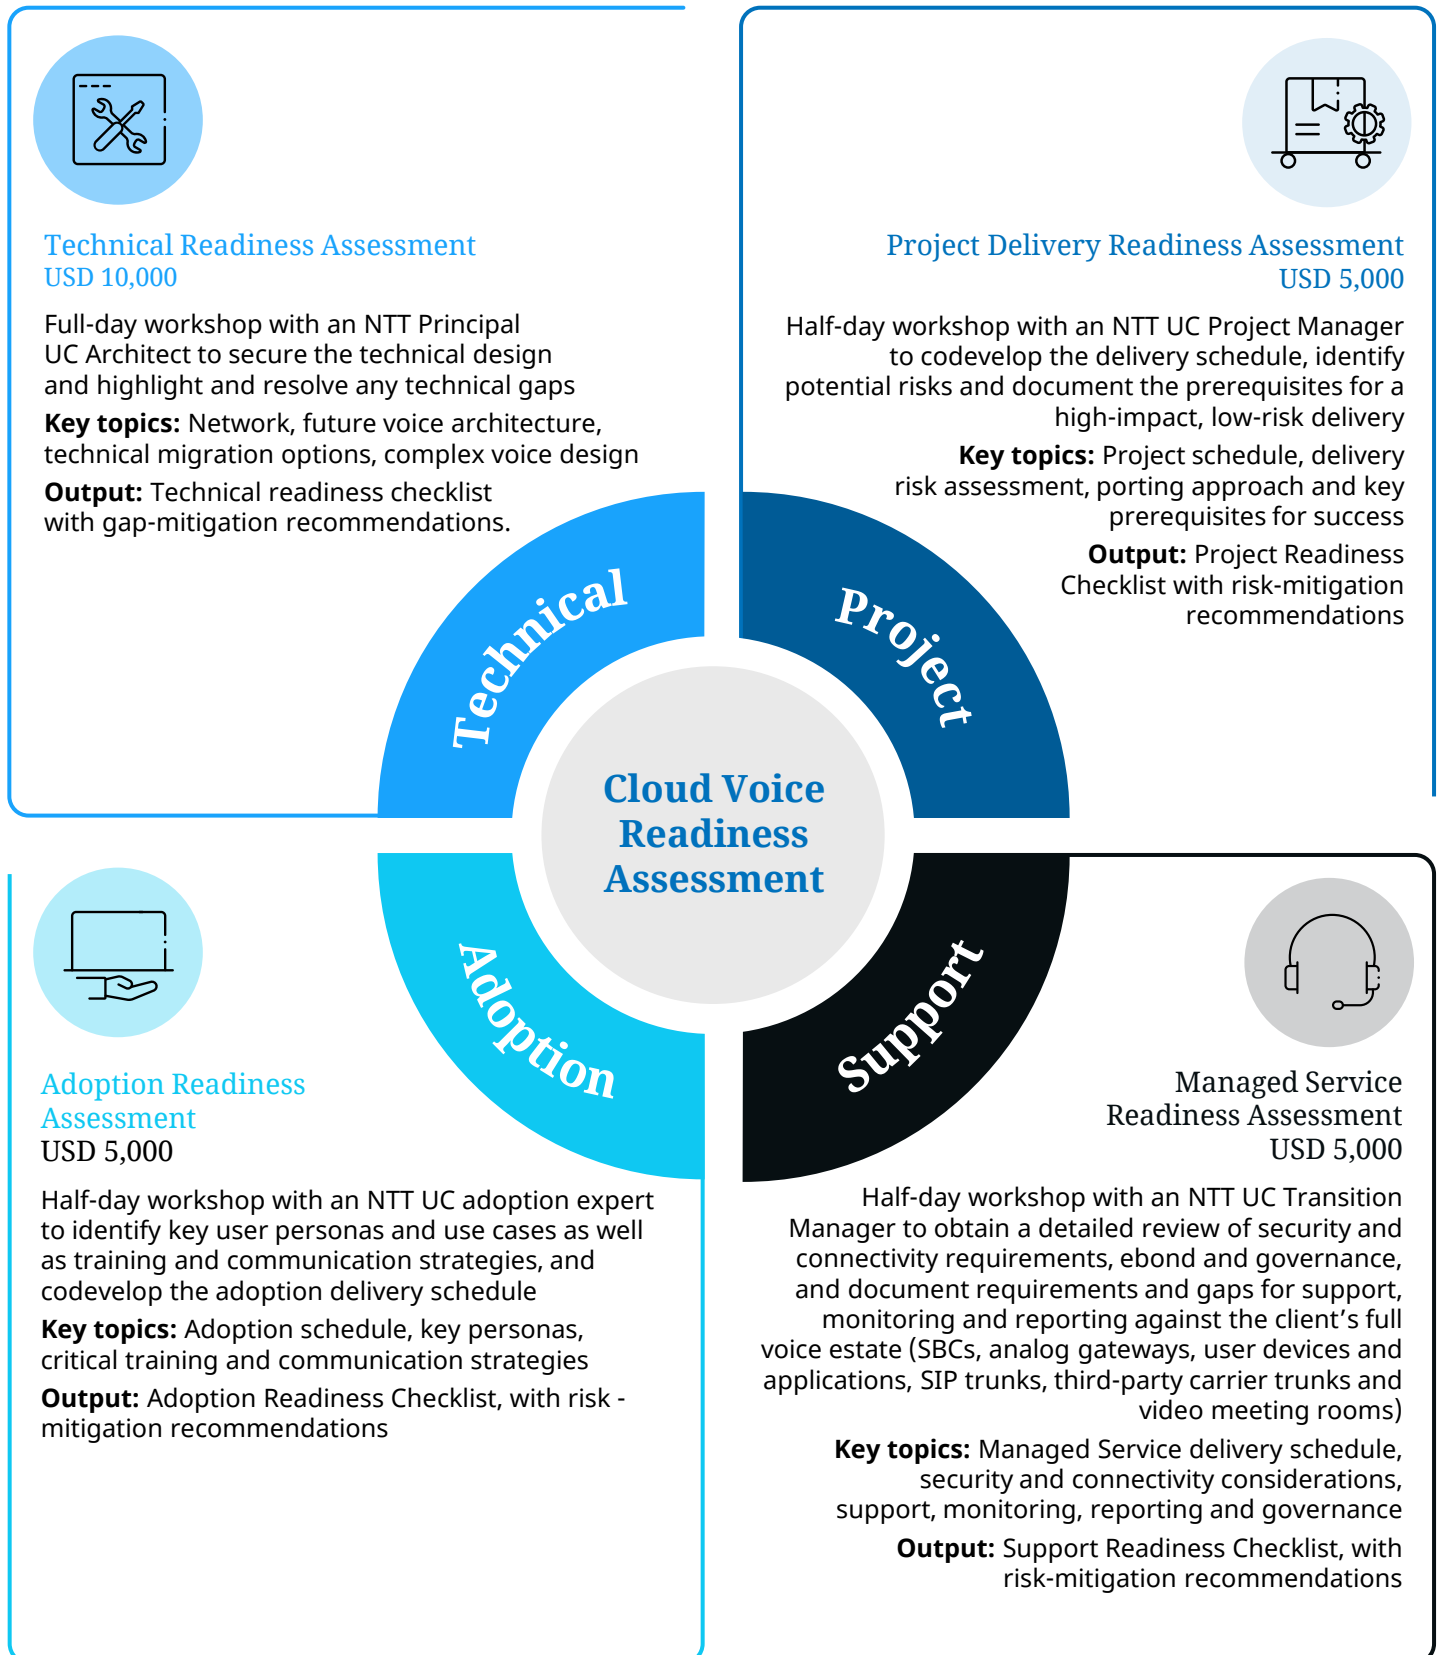 Technical Readiness Assessment
USD 10,000
Full-day workshop with an NTT Principal
UC Architect to secure the technical design
and highlight and resolve any technical gaps
Key topics: Network, future voice architecture,
technical migration options, complex voice design
Output: Technical readiness checklist
with gap-mitigation recommendations.
Project Delivery Readiness Assessment
USD 5,000
Half-day workshop with an NTT UC Project Manager
to codevelop the delivery schedule, identify
potential risks and document the prerequisites for a
high-impact, low-risk delivery
Key topics: Project schedule, delivery
risk assessment, porting approach and key
prerequisites for success
Output: Project Readiness
Checklist with risk-mitigation
recommendations
Technical
Project
Cloud Voice
Readiness
Assessment
Adoption
Support
Adoption Readiness
Assessment
USD 5,000
Half-day workshop with an NTT UC adoption expert
to identify key user personas and use cases as well
as training and communication strategies, and
codevelop the adoption delivery schedule
Key topics: Adoption schedule, key personas,
critical training and communication strategies
Output: Adoption Readiness Checklist, with risk -
mitigation recommendations
Managed Service
Readiness Assessment
USD 5,000
Half-day workshop with an NTT UC Transition
Manager to obtain a detailed review of security and
connectivity requirements, ebond and governance,
and document requirements and gaps for support,
monitoring and reporting against the client’s full
voice estate (SBCs, analog gateways, user devices and
applications, SIP trunks, third-party carrier trunks and
video meeting rooms)
Key topics: Managed Service delivery schedule,
security and connectivity considerations,
support, monitoring, reporting and governance
Output: Support Readiness Checklist, with
risk-mitigation recommendations